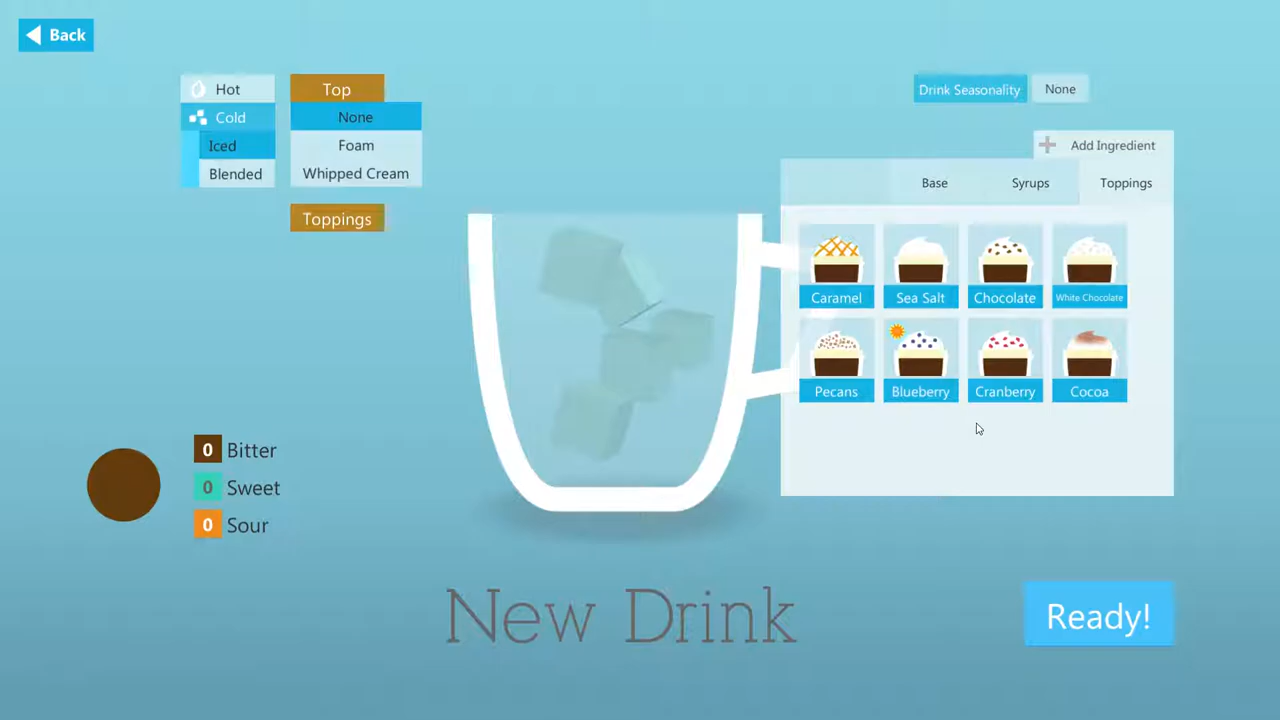 Back
Hot
Cold
Iced
Blended
Top
None
Foam
Whipped Cream
Toppings
Drink Seasonality
None
Add Ingredient
Base
Syrups
Toppings
Caramel
Sea Salt
Chocolate
White Chocolate
Pecans
Blueberry
Cranberry
Cocoa
0 Bitter
0 Sweet
0 Sour
New Drink
Ready!